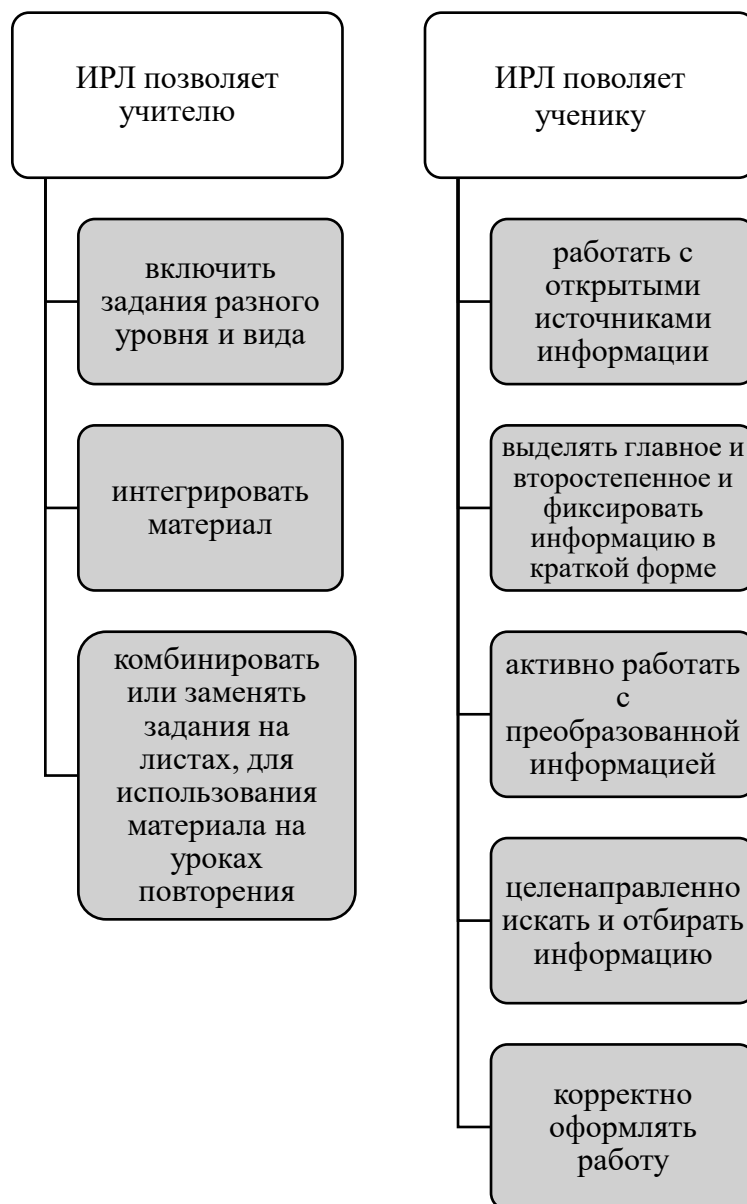 ИРЛ позволяет
учителю
включить
задания разного
уровня и вида
интегрировать
материал
комбинировать
или заменять
задания на
листах, для
использования
материала на
уроках
повторения
ИРЛ поволяет
ученику
работать с
открытыми
источниками
информации
выделять главное и
второстепенное и
фиксировать
информацию в
краткой форме
активно работать
с
преобразованной
информацией
целенаправленно
искать и отбирать
информацию
корректно
оформлять
работу